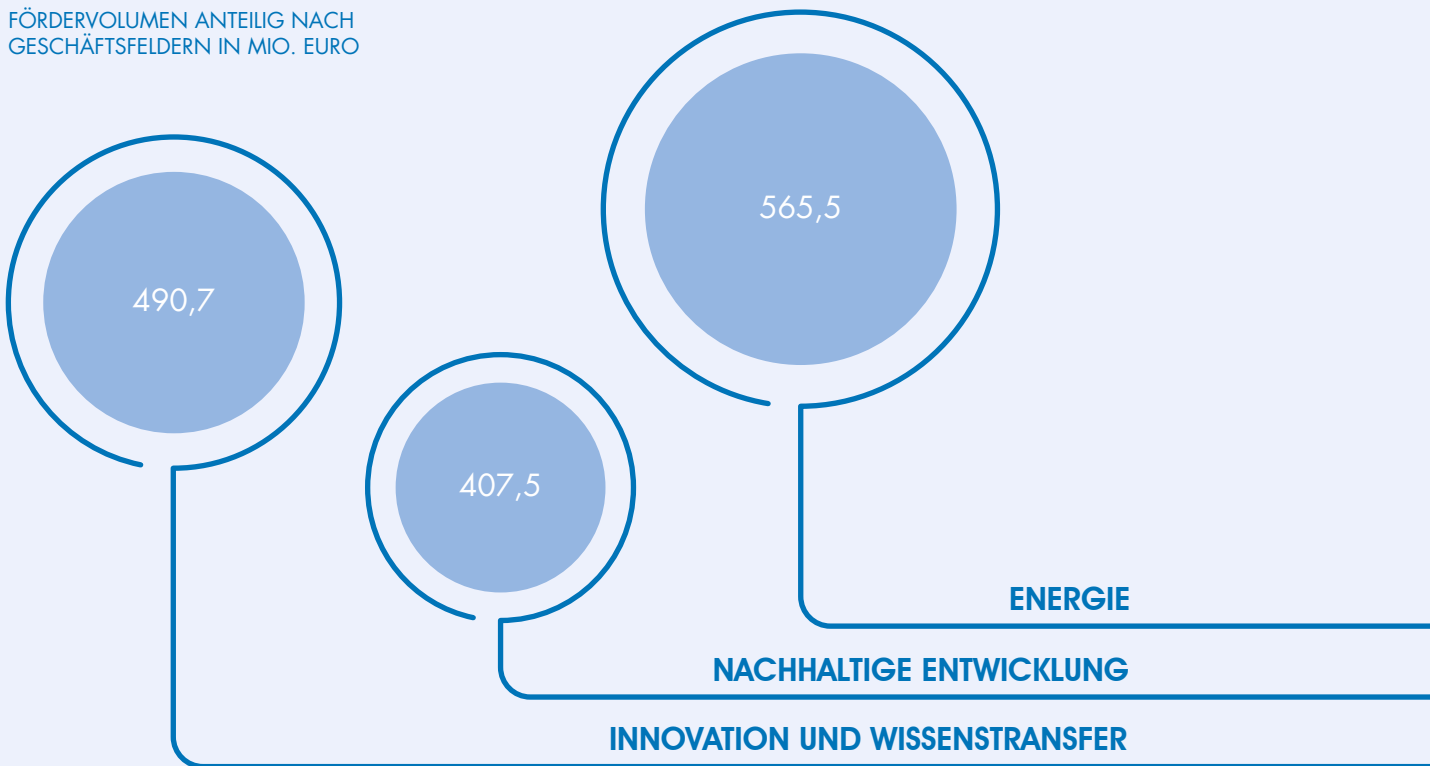 FÖRDERVOLUMEN ANTEILIG NACH
GESCHÄFTSFELDERN IN MIO. EURO
565,5
490,7
407,5
ENERGIE
NACHHALTIGE ENTWICKLUNG
INNOVATION UND WISSENSTRANSFER